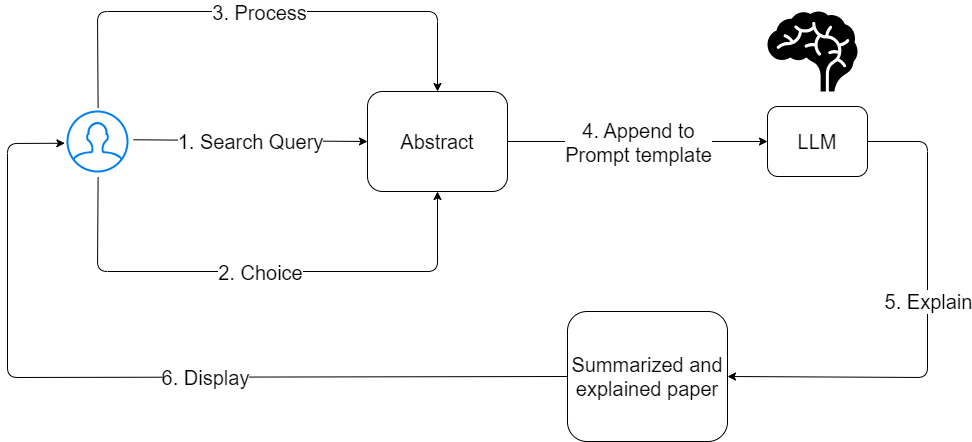 3. Process
1. Search Query
Abstract
4. Append to
Prompt template
LLM
2. Choice
5. Explain
Summarized and
explained paper
6. Display